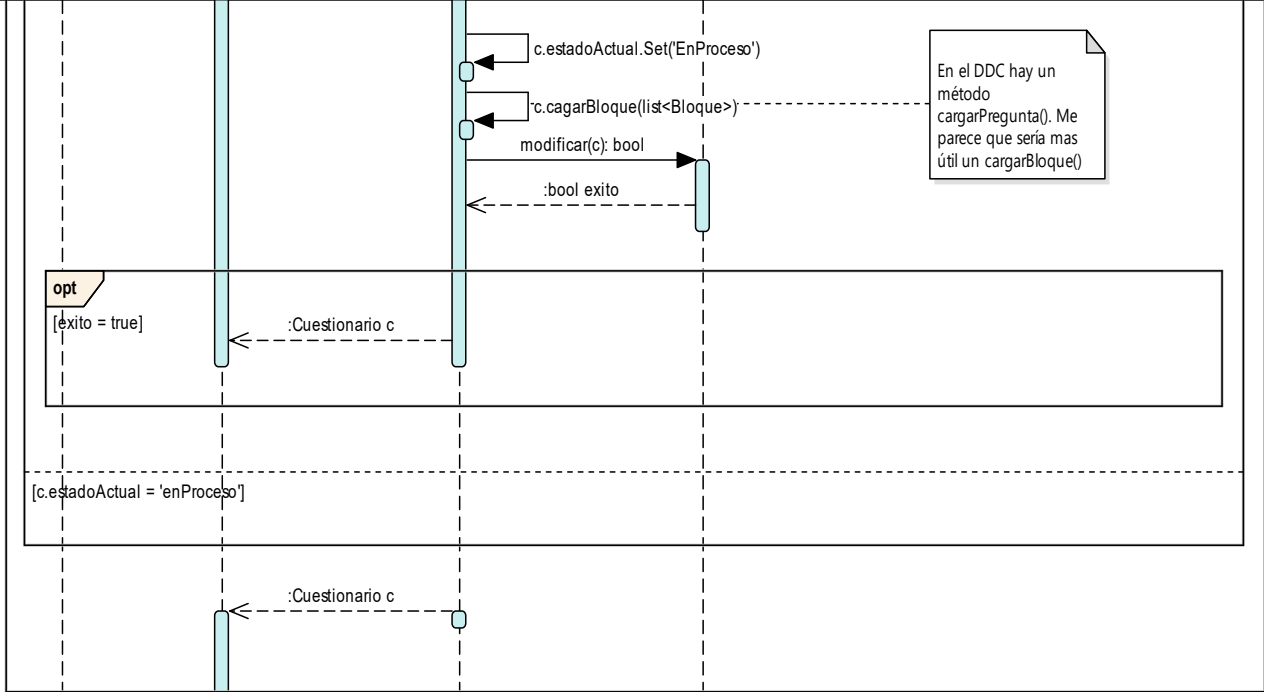 c.estadoActual.Set('EnProceso')
c.cagarBloque(list<Bloque>)
En el DDC hay un
método
cargarPregunta(). Me
parece que sería mas
útil un cargarBloque()
modificar(c): bool
:bool exito
opt
[exito = true]
:Cuestionario c
[c.estadoActual = 'enProceso']
:Cuestionario c